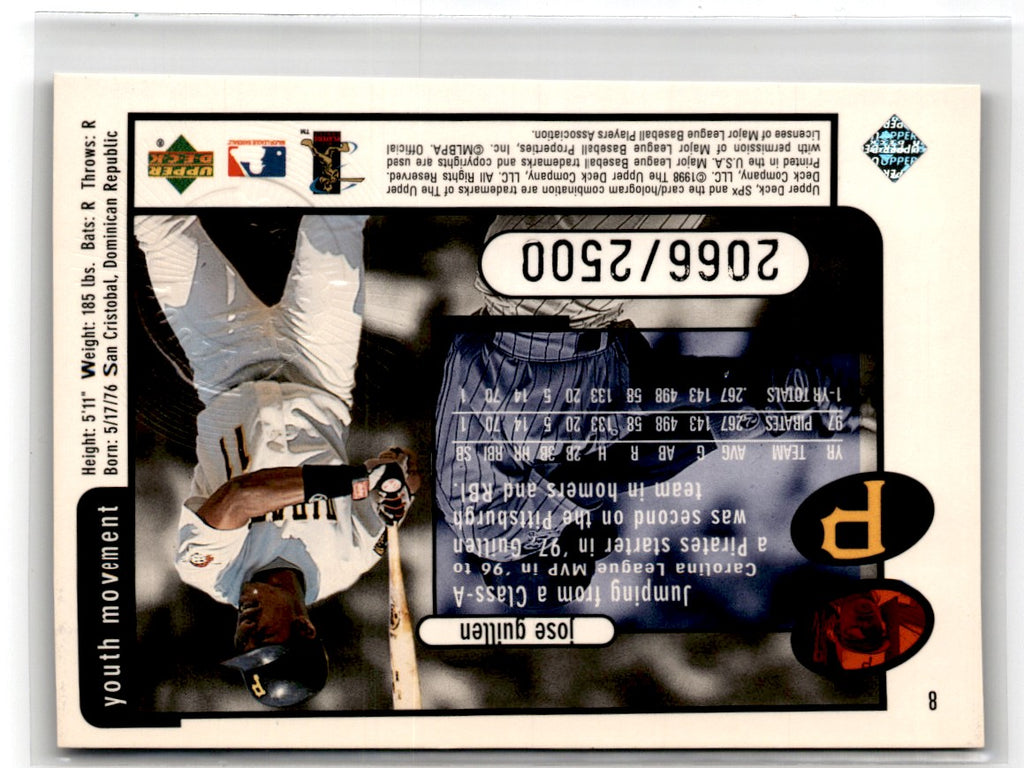 youth movement
Height: 5'11" Weight: 185 lbs. Bats: R Throws: R
Born: 5/17/76 San Cristobal, Dominican Republic
8
jose guillen
Jumping from a Class-A
Carolina League MVP in '96 to
a Pirates starter in '97, Guillen
was second on the Pittsburgh
team in homers and RBI.
YR TEAM AVG G AB R H 2B 3B HR RBI SB
97 PIRATES .267 143 498 58 133 20 5 14 70 1
1-YR TOTALS .267 143 498 58 133 20 5 14 70 1
2066/2500
Upper Deck, SPx and the card/hologram combination are trademarks of The Upper
Deck Company, LLC. ©1998 The Upper Deck Company, LLC. All Rights Reserved.
Printed in the U.S.A. Major League Baseball trademarks and copyrights are used
with permission of Major League Baseball Properties, Inc. ©MLBPA. Official
Licensee of Major League Baseball Players Association.
PLAYERS
TM
MAJOR LEAGUE BASEBALL
UPPER
DECK
®
P
P
11
UPPER